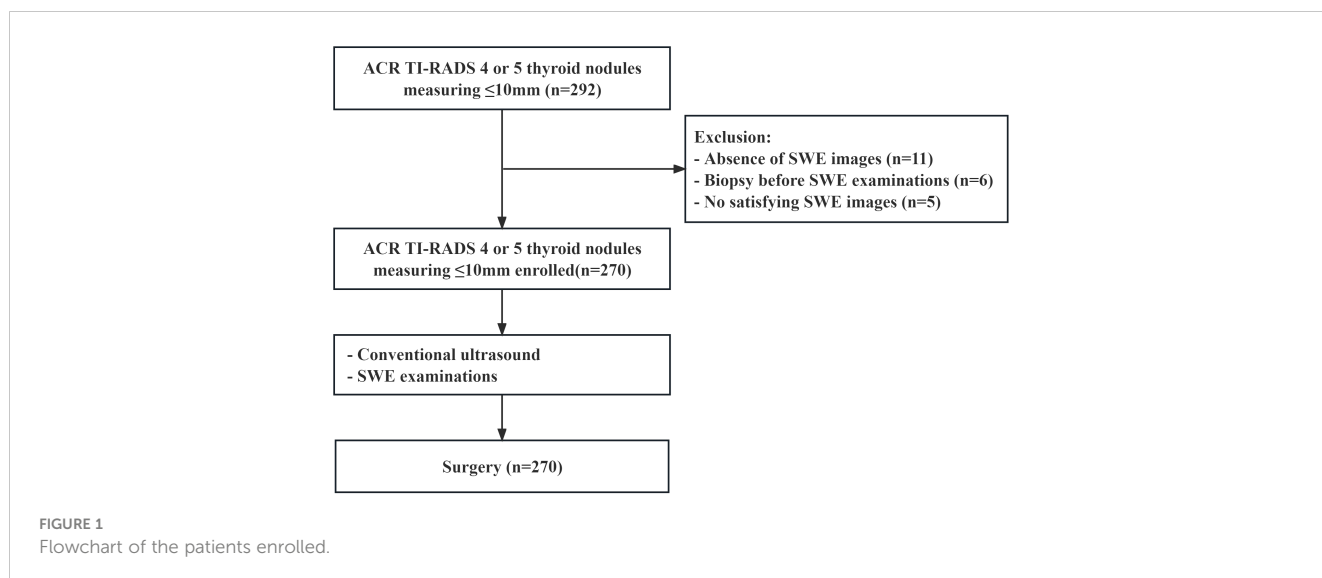 ACR TI-RADS 4 or 5 thyroid nodules
measuring ≤10mm (n=292)
Exclusion:
- Absence of SWE images (n=11)
- Biopsy before SWE examinations (n=6)
- No satisfying SWE images (n=5)
ACR TI-RADS 4 or 5 thyroid nodules
measuring ≤10mm enrolled(n=270)
- Conventional ultrasound
- SWE examinations
Surgery (n=270)
FIGURE 1
Flowchart of the patients enrolled.